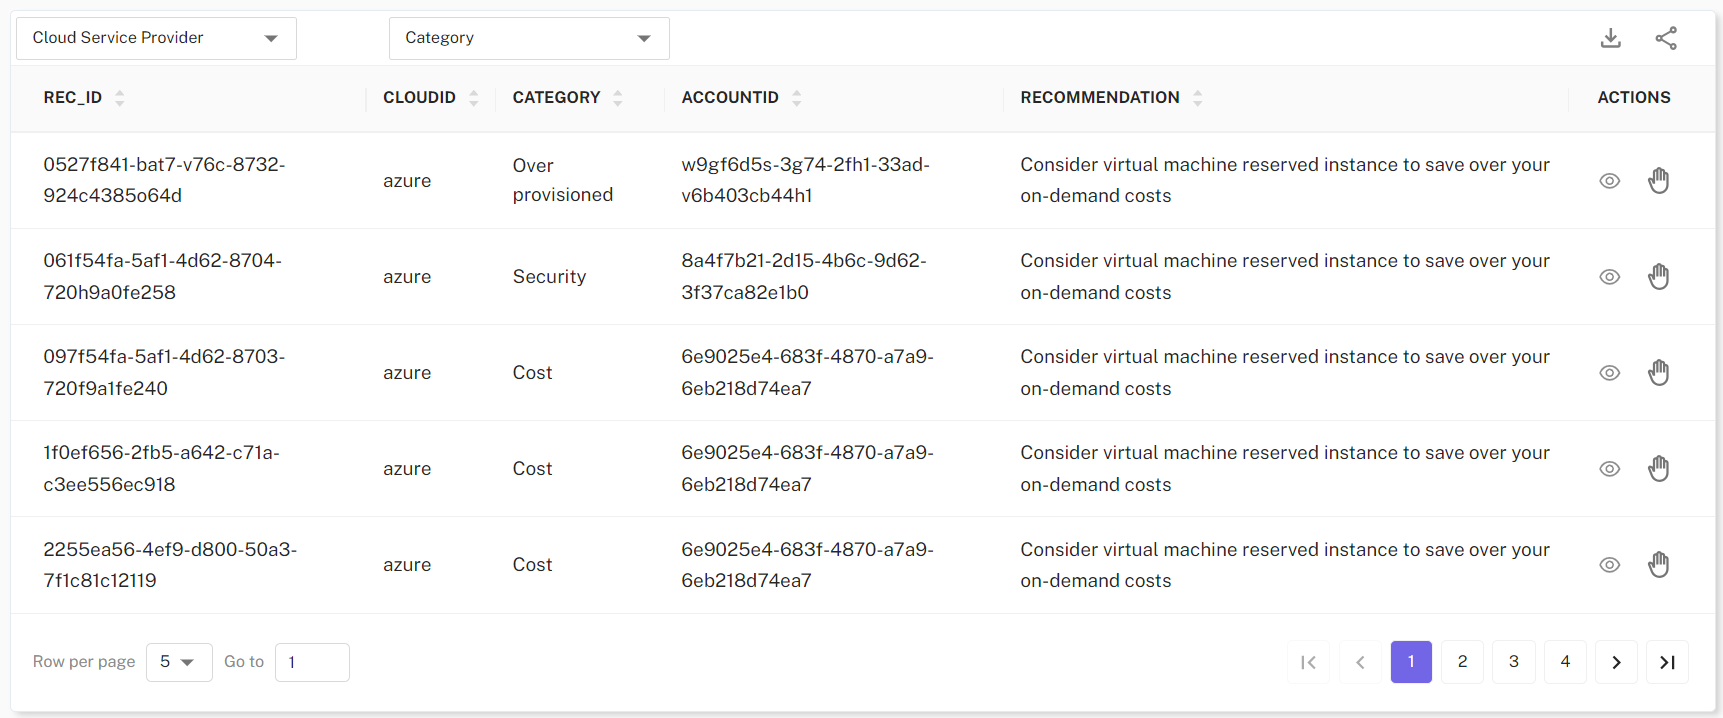 Cloud Service Provider Category
REC_ID CLOUDID CATEGORY ACCOUNTID RECOMMENDATION ACTIONS
0527f841-bat7-v76c-8732-
924c4385o64d
azure
Over
provisioned
w9gf6d5s-3g74-2fh1-33ad-
v6b403cb44h1
Consider virtual machine reserved instance to save over your
on-demand costs
061f54fa-5af1-4d62-8704-
720h9a0fe258
azure
Security
8a4f7b21-2d15-4b6c-9d62-
3f37ca82e1b0
Consider virtual machine reserved instance to save over your
on-demand costs
097f54fa-5af1-4d62-8703-
720f9a1fe240
azure
Cost
6e9025e4-683f-4870-a7a9-
6eb218d74ea7
Consider virtual machine reserved instance to save over your
on-demand costs
1f0ef656-2fb5-a642-c71a-
c3ee556ec918
azure
Cost
6e9025e4-683f-4870-a7a9-
6eb218d74ea7
Consider virtual machine reserved instance to save over your
on-demand costs
2255ea56-4ef9-d800-50a3-
7f1c81c12119
azure
Cost
6e9025e4-683f-4870-a7a9-
6eb218d74ea7
Consider virtual machine reserved instance to save over your
on-demand costs
Row per page 5 Go to 1 1 2 3 4